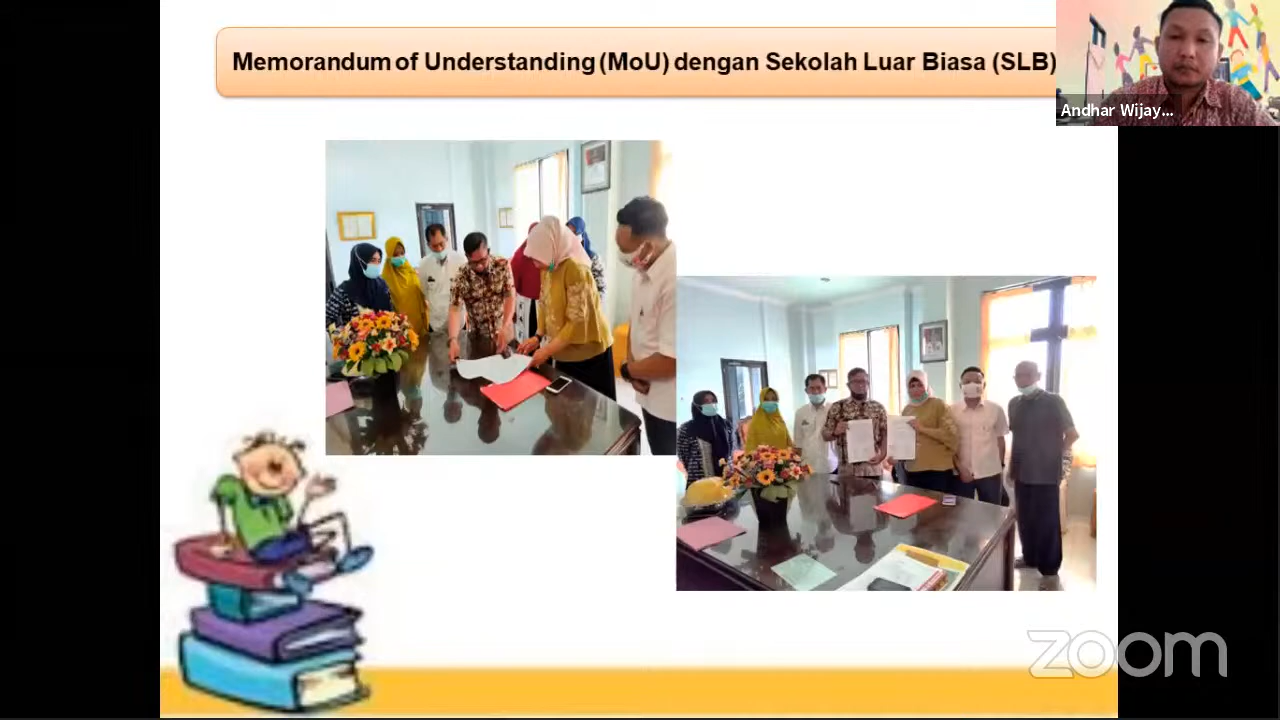 Memorandum of Understanding (MoU) dengan Sekolah Luar Biasa (SLB)
Andhar Wijay...
zoom